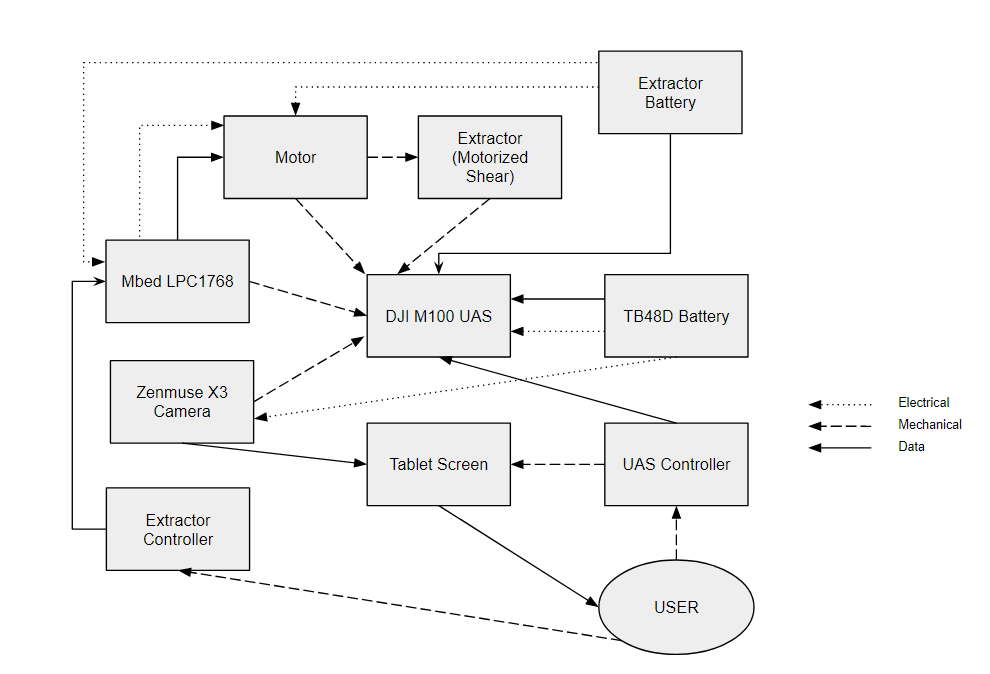 Extractor
Battery
Motor
Extractor
(Motorized
Shear)
Mbed LPC1768
DJI M100 UAS
TB48D Battery
Zenmuse X3
Camera
Electrical
Mechanical
Data
Tablet Screen
UAS Controller
Extractor
Controller
USER